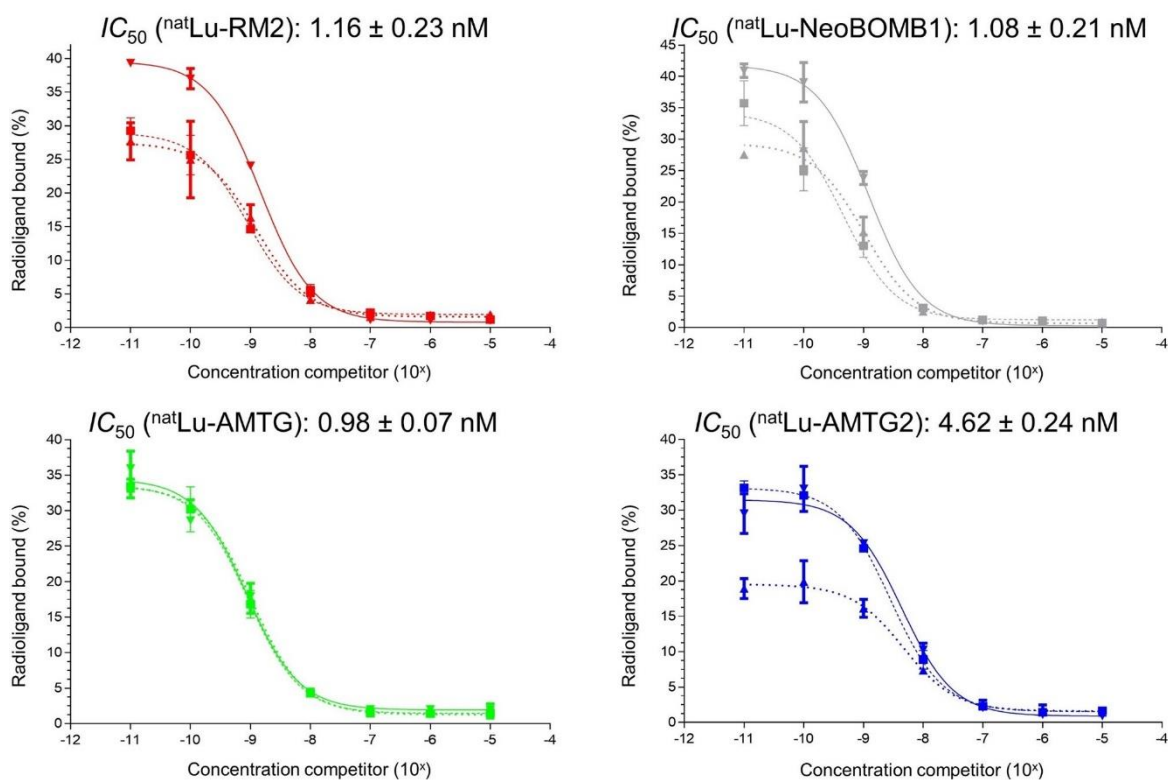 IC50 (natLu-RM2): 1.16 ± 0.23 nM
40
35
30
25
20
15
10
5
0
Radioligand bound (%)
-12 -11 -10 -9 -8 -7 -6 -5 -4
Concentration competitor (10x)
IC50 (natLu-NeoBOMB1): 1.08 ± 0.21 nM
45
40
35
30
25
20
15
10
5
0
Radioligand bound (%)
-12 -11 -10 -9 -8 -7 -6 -5 -4
Concentration competitor (10x)
IC50 (natLu-AMTG): 0.98 ± 0.07 nM
40
35
30
25
20
15
10
5
0
Radioligand bound (%)
-12 -11 -10 -9 -8 -7 -6 -5 -4
Concentration competitor (10x)
IC50 (natLu-AMTG2): 4.62 ± 0.24 nM
40
35
30
25
20
15
10
5
0
Radioligand bound (%)
-12 -11 -10 -9 -8 -7 -6 -5 -4
Concentration competitor (10x)